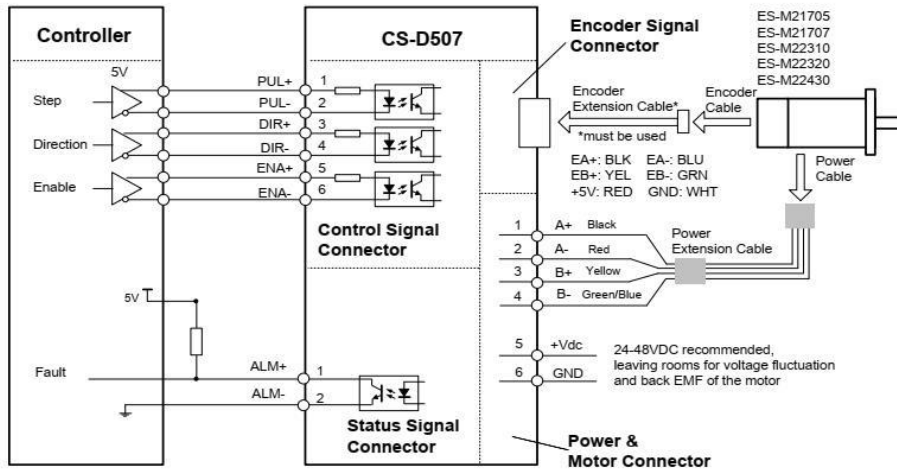 Controller
5V
Step
Direction
Enable
5V
Fault
PUL+
PUL-
DIR+
DIR-
ENA+
ENA-
ALM+
ALM-
CS-D507
1
2
3
4
5
6
Control Signal
Connector
1
2
Status Signal
Connector
Encoder Signal
Connector
Encoder
Extension Cable*
*must be used
EA+: BLK EA-: BLU
EB+: YEL EB-: GRN
+5V: RED GND: WHT
Encoder
Cable
ES-M21705
ES-M21707
ES-M22310
ES-M22320
ES-M22430
Power
Cable
1 A+ Black
2 A- Red
3 B+ Yellow
4 B- Green/Blue
Power
Extension Cable
5 +Vdc
6 GND
24-48VDC recommended,
leaving rooms for voltage fluctuation
and back EMF of the motor
Power &
Motor Connector